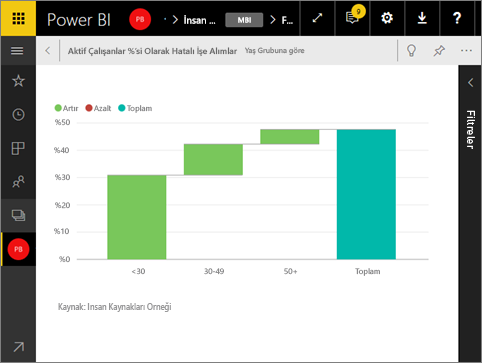 Power BI
PB
İnsan ...
MBI
F...
9
?
Aktif Çalışanlar %'si Olarak Hatalı İşe Alımlar
Yaş Grubuna göre
...
Filtreler
Artır
Azalt
Toplam
%50
%40
%30
%20
%10
%0
<30
30-49
50+
Toplam
PB
Kaynak: İnsan Kaynakları Örneği